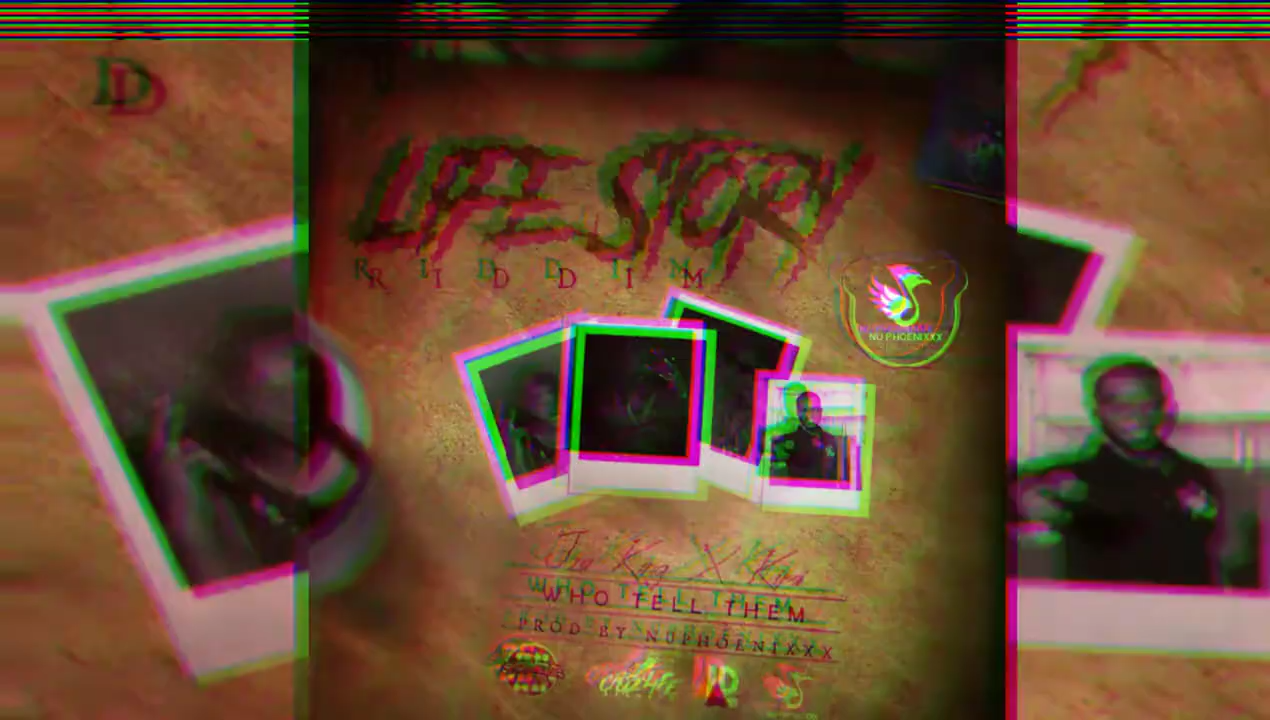 D
LIFE STORY
RIDDIM
NU PHOENIXXX
WHO TELL THEM
PROD BY NUPHOENIXXX